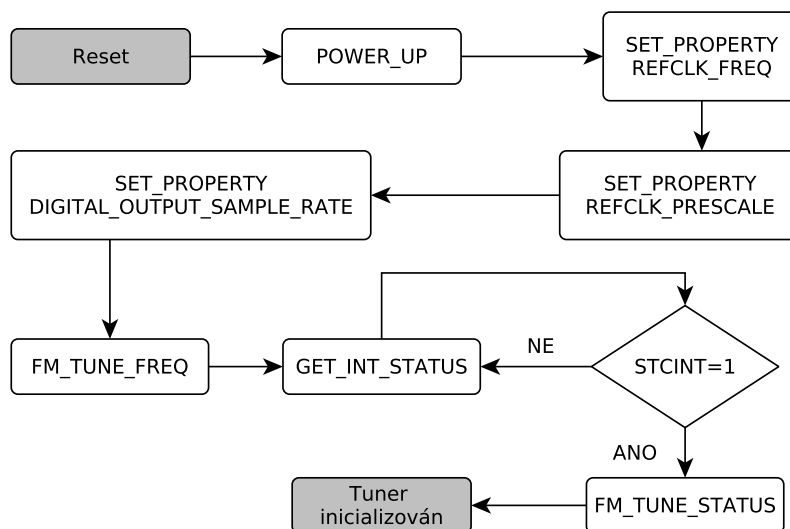 Reset
POWER_UP
SET_PROPERTY
REFCLK_FREQ
SET_PROPERTY
DIGITAL_OUTPUT_SAMPLE_RATE
SET_PROPERTY
REFCLK_PRESCALE
FM_TUNE_FREQ
GET_INT_STATUS
NE
STCINT=1
ANO
Tuner
inicializován
FM_TUNE_STATUS